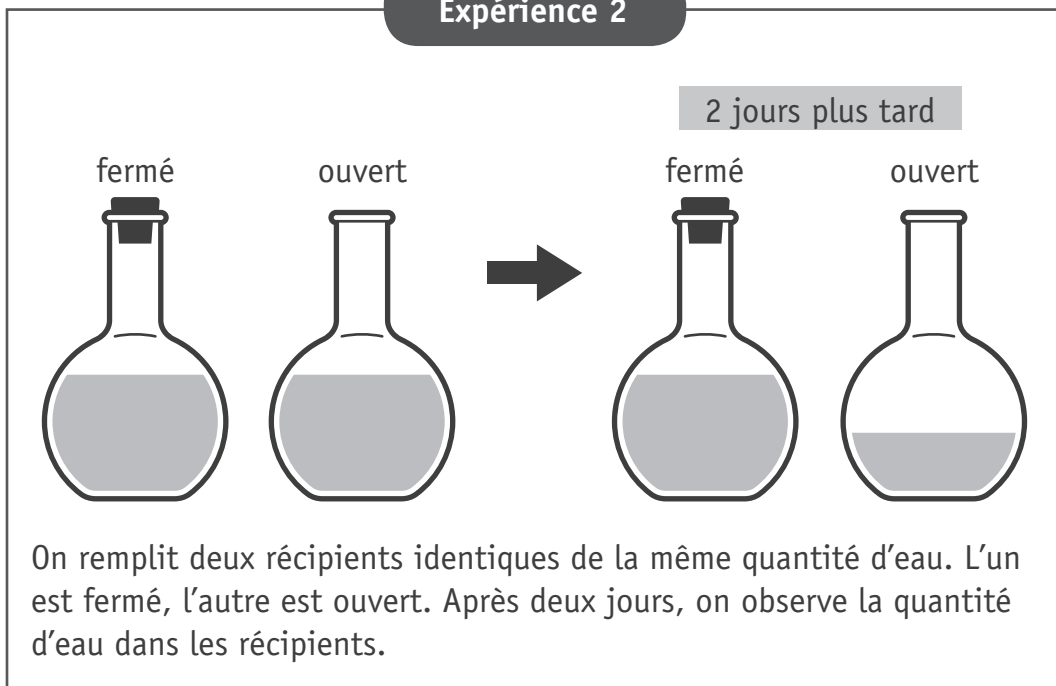 Expérience 2
2 jours plus tard
fermé
ouvert
fermé
ouvert
On remplit deux récipients identiques de la même quantité d'eau. L'un
est fermé, l'autre est ouvert. Après deux jours, on observe la quantité
d'eau dans les récipients.